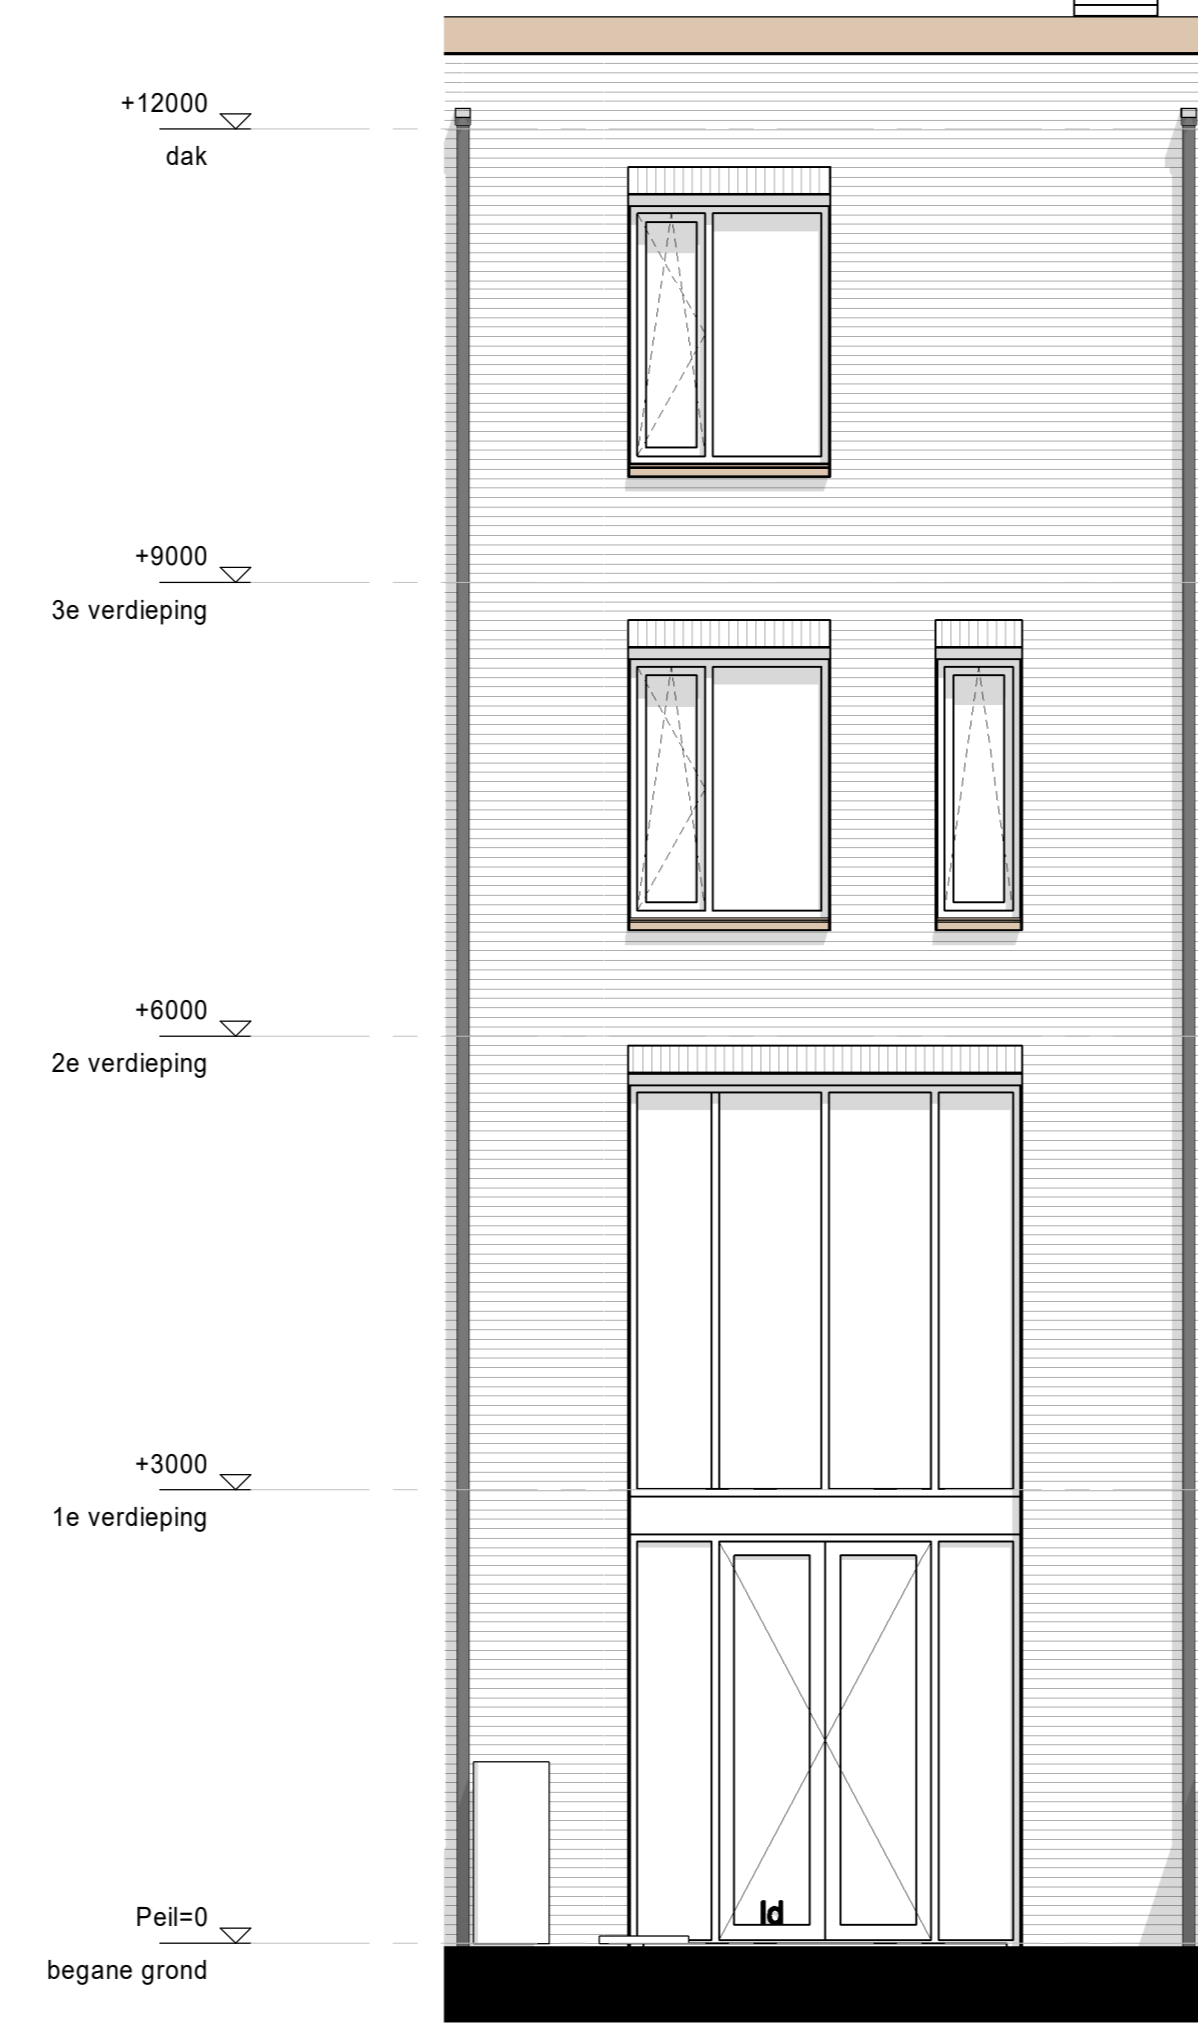 +12000
dak
+9000
3e verdieping
+6000
2e verdieping
+3000
1e verdieping
ld
Peil=0
begane grond